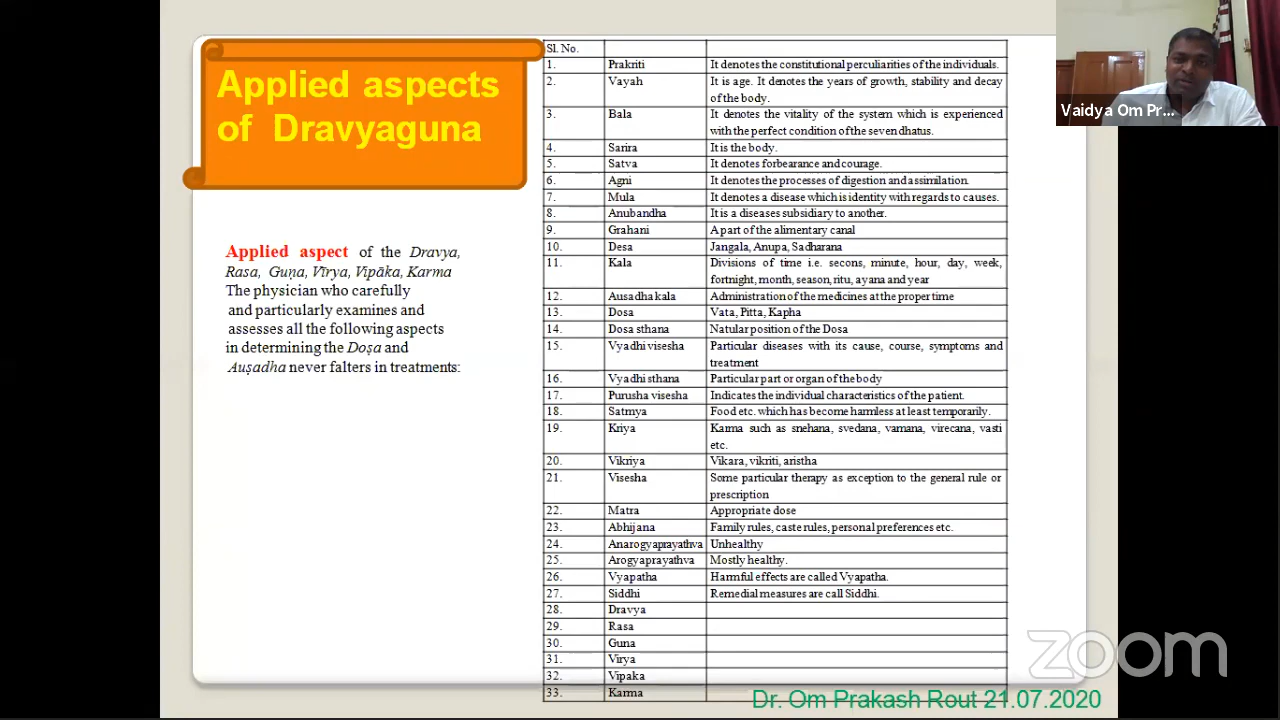 Applied aspects
of Dravyaguna
Applied aspect of the Dravya,
Rasa, Guṇa, Vīrya, Vipāka, Karma
The physician who carefully
and particularly examines and
assesses all the following aspects
in determining the Doṣa and
Auṣadha never falters in treatments:
Sl. No.
1. Prakriti It denotes the constitutional perculiarities of the individuals.
2. Vayah It is age. It denotes the years of growth, stability and decay
of the body.
3. Bala It denotes the vitality of the system which is experienced
with the perfect condition of the seven dhatus.
4. Sarira It is the body.
5. Satva It denotes forbearance and courage.
6. Agni It denotes the processes of digestion and assimilation.
7. Mula It denotes a disease which is identity with regards to causes.
8. Anubandha It is a diseases subsidiary to another.
9. Grahani A part of the alimentary canal
10. Desa Jangala, Anupa, Sadharana
11. Kala Divisions of time i.e. secons, minute, hour, day, week,
fortnight, month, season, ritu, ayana and year
12. Ausadha kala Administration of the medicines at the proper time
13. Dosa Vata, Pitta, Kapha
14. Dosa sthana Natular position of the Dosa
15. Vyadhi visesha Particular diseases with its cause, course, symptoms and
treatment
16. Vyadhi sthana Particular part or organ of the body
17. Purusha visesha Indicates the individual characteristics of the patient.
18. Satmya Food etc. which has become harmless at least temporarily.
19. Kriya Karma such as snehana, svedana, vamana, virecana, vasti
etc.
20. Vikriya Vikara, vikriti, aristha
21. Visesha Some particular therapy as exception to the general rule or
prescription
22. Matra Appropriate dose
23. Abhijana Family rules, caste rules, personal preferences etc.
24. Anarogyaprayathva Unhealthy
25. Arogyaprayathva Mostly healthy.
26. Vyapatha Harmful effects are called Vyapatha.
27. Siddhi Remedial measures are call Siddhi.
28. Dravya
29. Rasa
30. Guna
31. Virya
32. Vipaka
33. Karma
Dr. Om Prakash Rout 21.07.2020
Vaidya Om Pr...
zoom